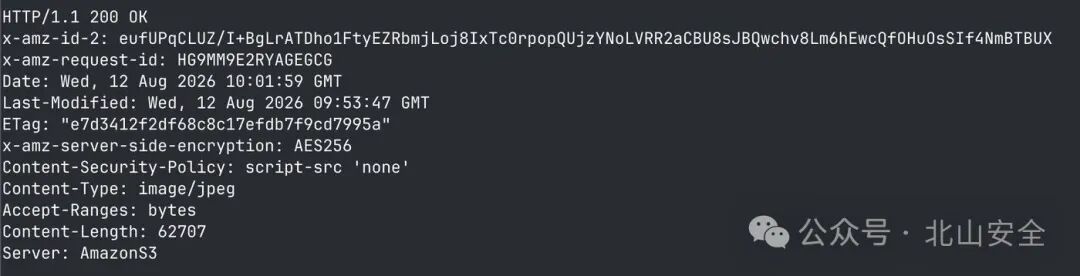 HTTP/1.1 200 OK
x-amz-id-2: eufUPqCLUZ/I+BgLrATDho1FtyEZRbmjLoj8IxTc0rpopQUjzYNoLVRR2aCBU8sJBQwchv8Lm6hEwcQfOHuOsSIf4NmBTBUX
x-amz-request-id: HG9MM9E2RYAGEGCG
Date: Wed, 12 Aug 2026 10:01:59 GMT
Last-Modified: Wed, 12 Aug 2026 09:53:47 GMT
ETag: "e7d3412f2df68c8c17efdb7f9cd7995a"
x-amz-server-side-encryption: AES256
Content-Security-Policy: script-src 'none'
Content-Type: image/jpeg
Accept-Ranges: bytes
Content-Length: 62707
Server: AmazonS3
公众号·北山安全